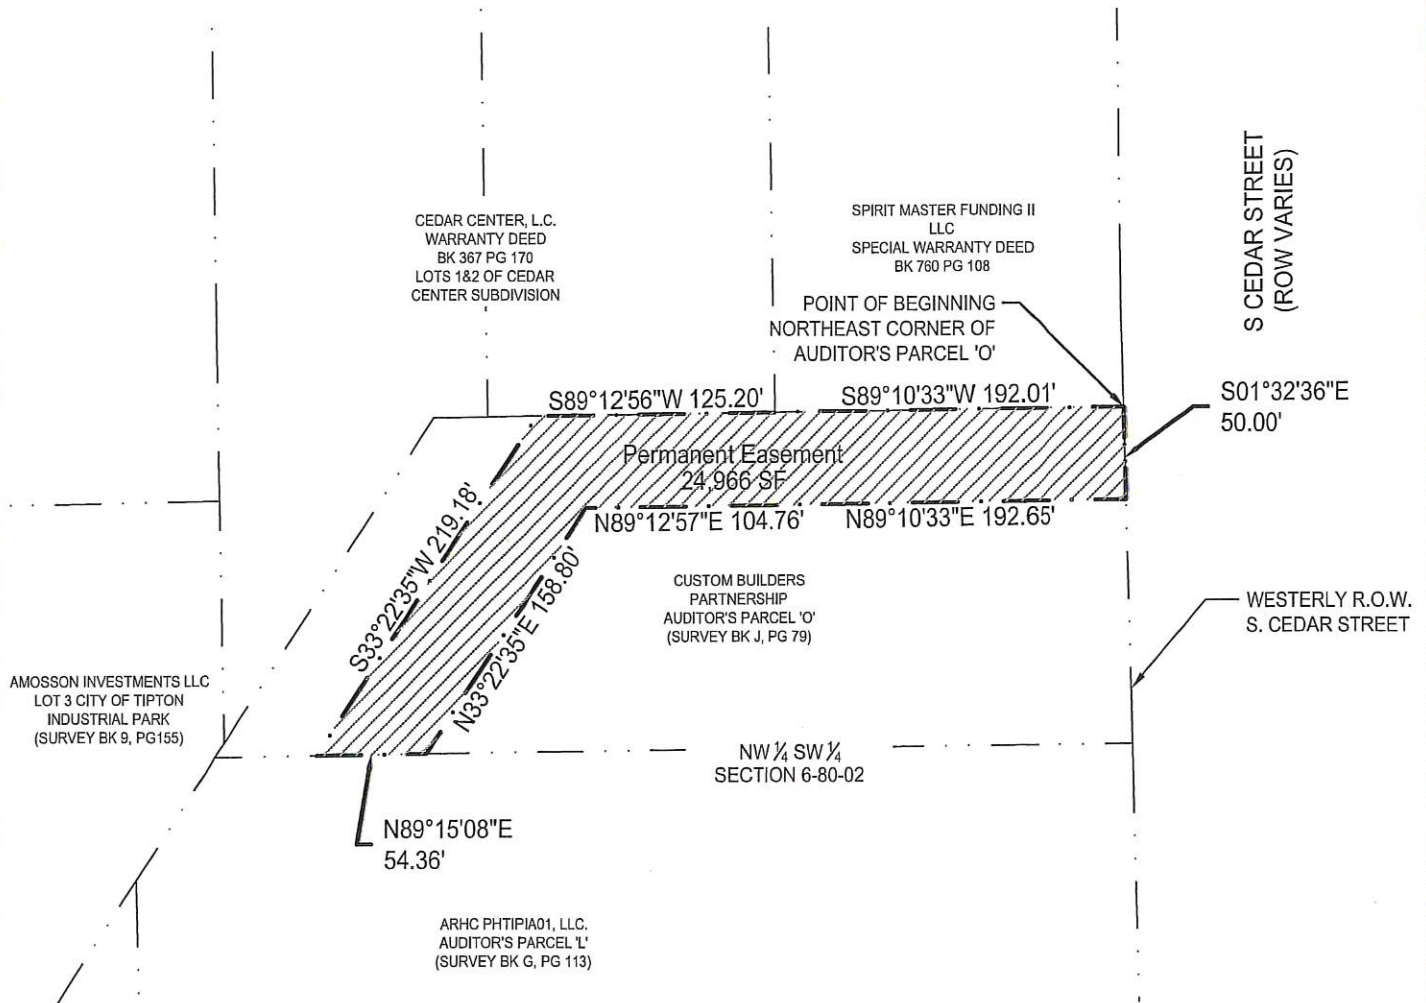 S CEDAR STREET
(ROW VARIES)
CEDAR CENTER, L.C.
WARRANTY DEED
BK 367 PG 170
LOTS 1&2 OF CEDAR
CENTER SUBDIVISION
SPIRIT MASTER FUNDING II
LLC
SPECIAL WARRANTY DEED
BK 760 PG 108
POINT OF BEGINNING
NORTHEAST CORNER OF
AUDITOR'S PARCEL 'O'
S89°12'56"W 125.20'
S89°10'33"W 192.01'
S01°32'36"E
50.00'
Permanent Easement
24,966 SF
N89°12'57"E 104.76'
N89°10'33"E 192.65'
S33°22'35"W 219.18'
N33°22'35"E 158.80'
CUSTOM BUILDERS
PARTNERSHIP
AUDITOR'S PARCEL 'O'
(SURVEY BK J, PG 79)
WESTERLY R.O.W.
S. CEDAR STREET
AMOSSON INVESTMENTS LLC
LOT 3 CITY OF TIPTON
INDUSTRIAL PARK
(SURVEY BK 9, PG155)
NW ¼ SW ¼
SECTION 6-80-02
N89°15'08"E
54.36'
ARHC PHTIPIA01, LLC.
AUDITOR'S PARCEL 'L'
(SURVEY BK G, PG 113)